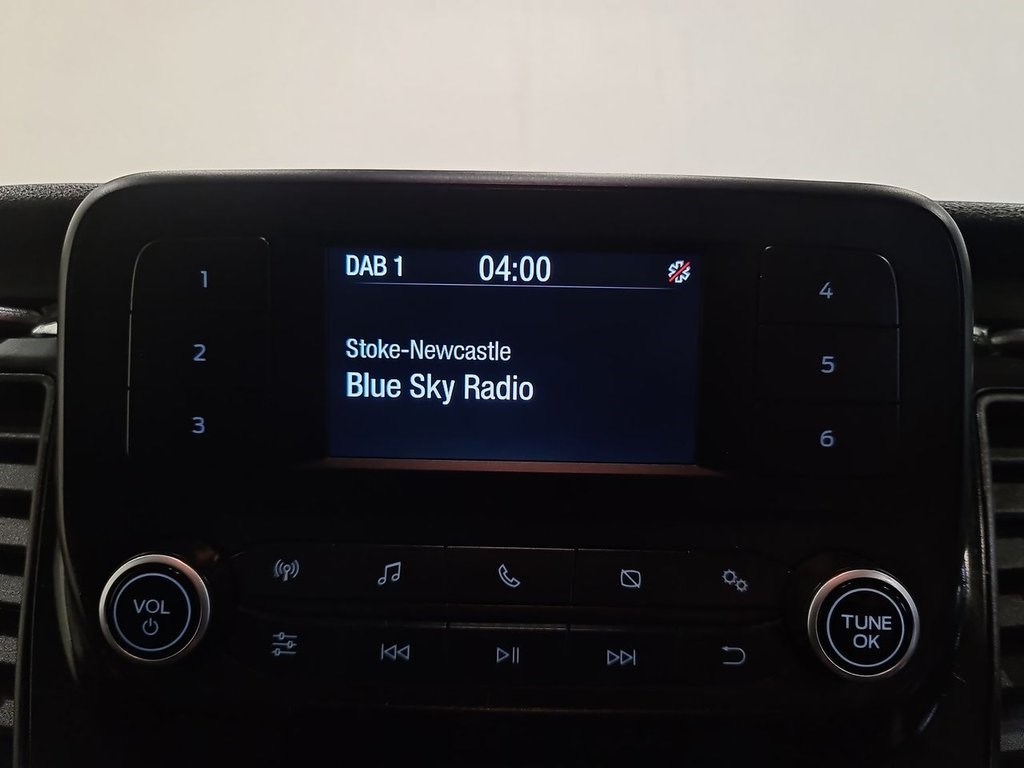 DAB 1 04:00
Stoke-Newcastle
Blue Sky Radio
1
2
3
4
5
6
VOL
TUNE
OK